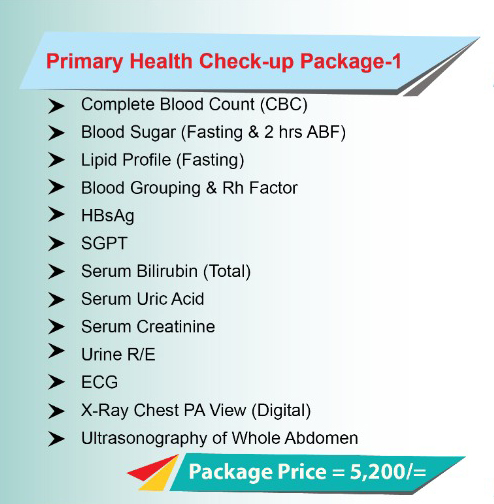 Primary Health Check-up Package-1
Complete Blood Count (CBC)
Blood Sugar (Fasting & 2 hrs ABF)
Lipid Profile (Fasting)
Blood Grouping & Rh Factor
HBsAg
SGPT
Serum Bilirubin (Total)
Serum Uric Acid
Serum Creatinine
Urine R/E
ECG
X-Ray Chest PA View (Digital)
Ultrasonography of Whole Abdomen
Package Price = 5,200/=